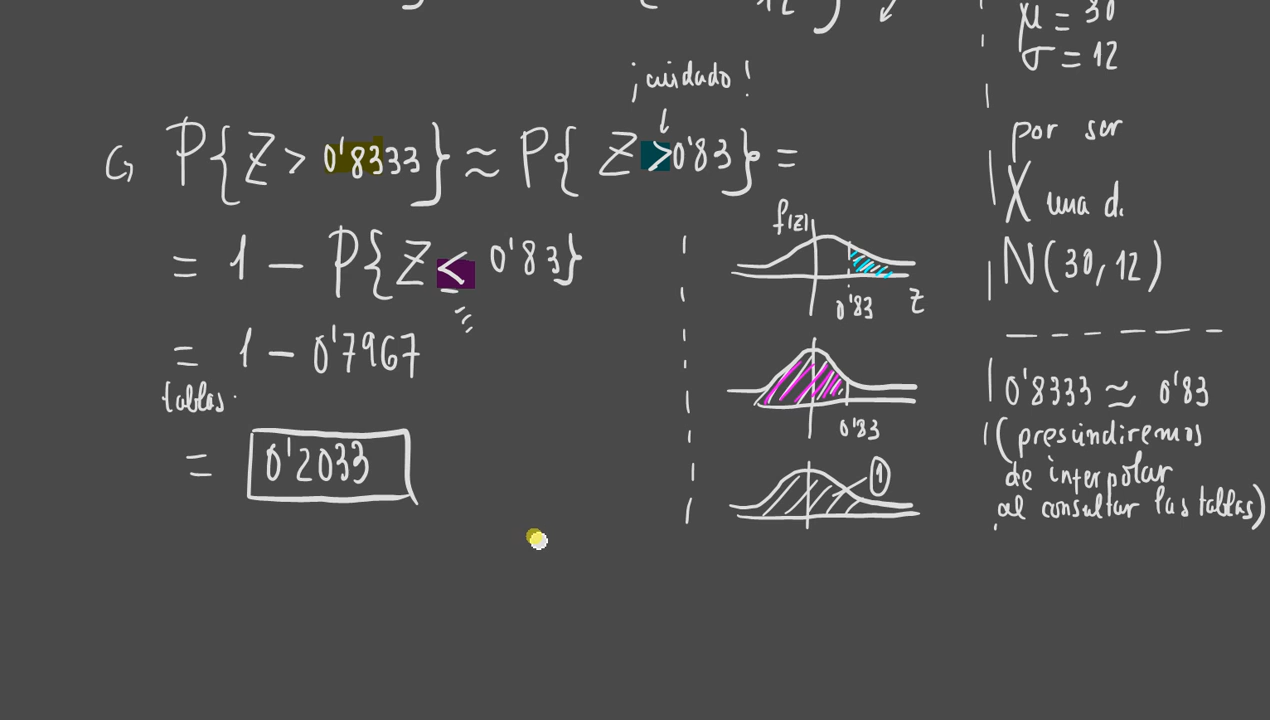 12
μ = 30
σ = 12
¡cuidado!
P{Z > 0'8333} ≈ P{ Z > 0'83} =
= 1 − P{Z ≤ 0'83}
= 1 − 0'7967
tablas.
= 0'2033
f(z)
0'83 Z
0'83
1
por ser
X una d.
N(30,12)
0'8333 ≈ 0'83
(prescindiremos
de interpolar
al consultar las tablas)